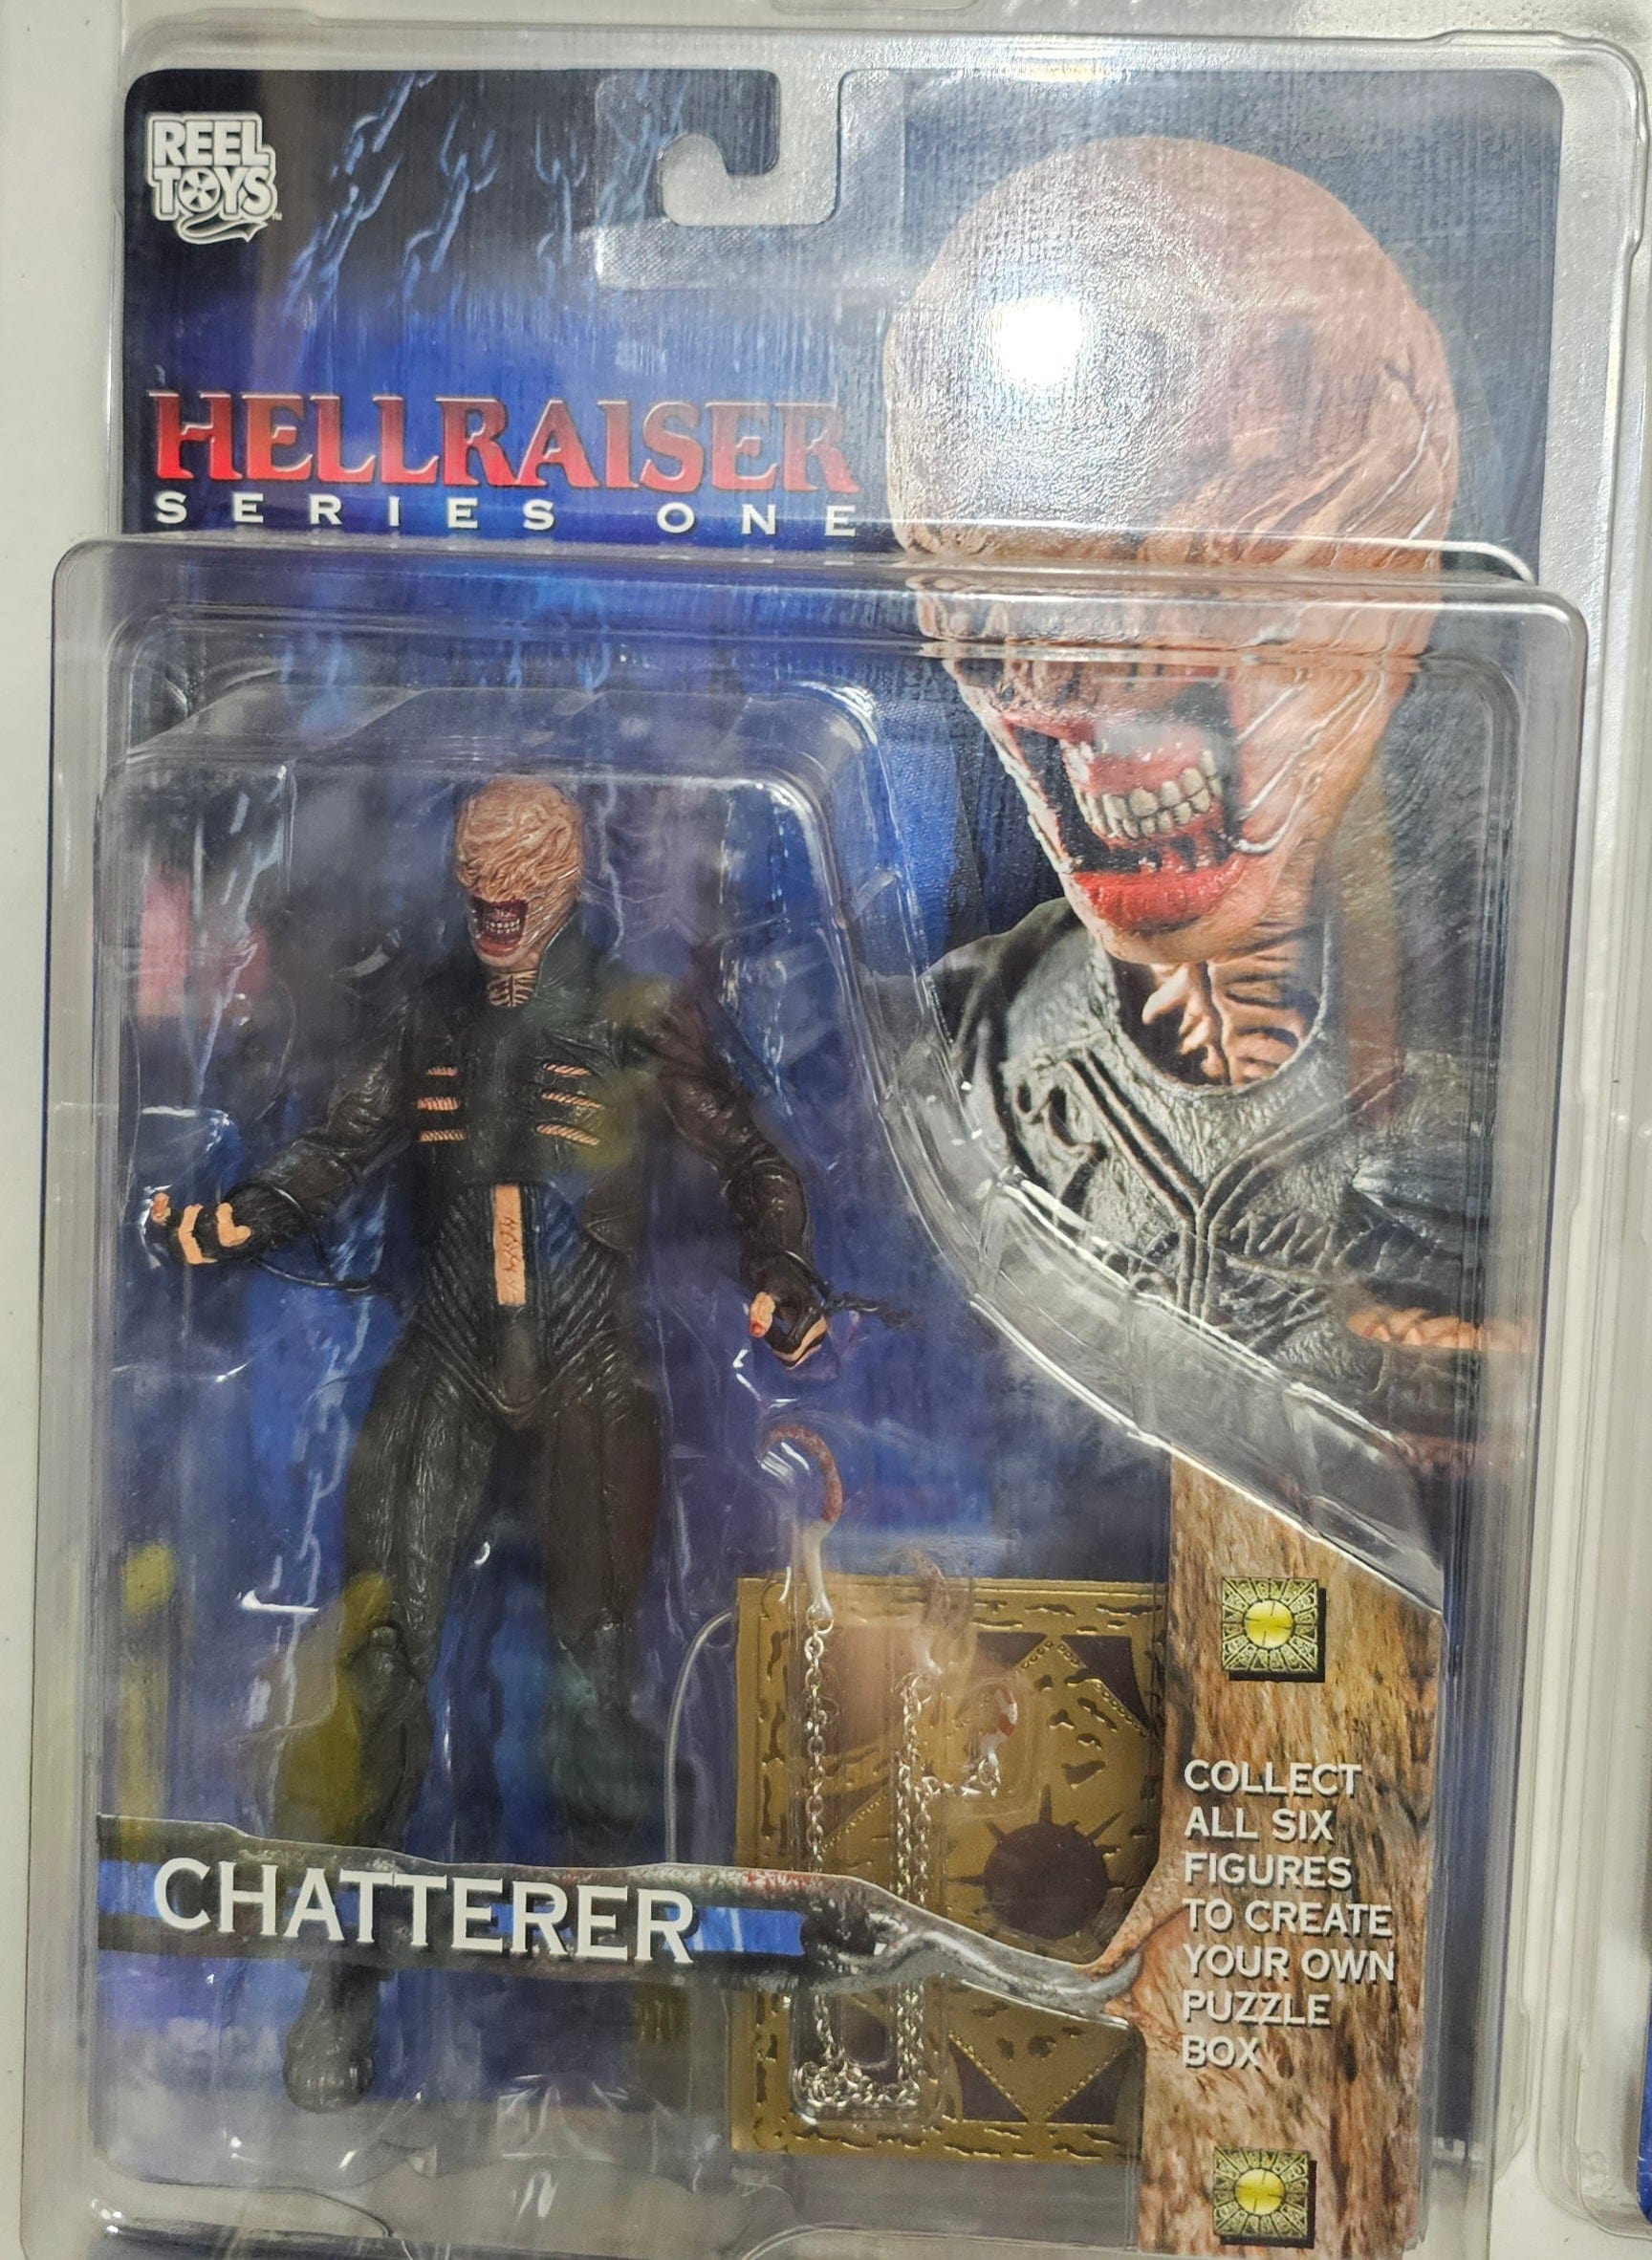 REEL
TOYS
HELLRAISER
SERIES ONE
CHATTERER
COLLECT
ALL SIX
FIGURES
TO CREATE
YOUR OWN
PUZZLE
BOX